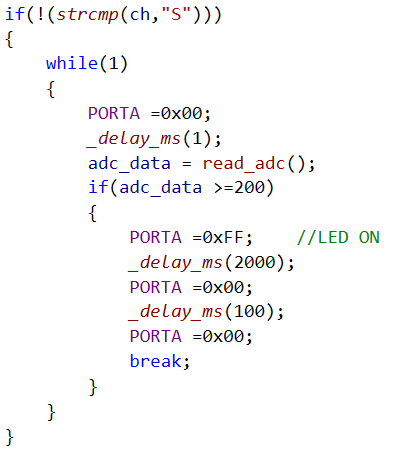 if(!(strcmp(ch,"S")))
{
    while(1)
    {
        PORTA =0x00;
        _delay_ms(1);
        adc_data = read_adc();
        if(adc_data >=200)
        {
            PORTA =0xFF;    //LED ON
            _delay_ms(2000);
            PORTA =0x00;
            _delay_ms(100);
            PORTA =0x00;
            break;
        }
    }
}